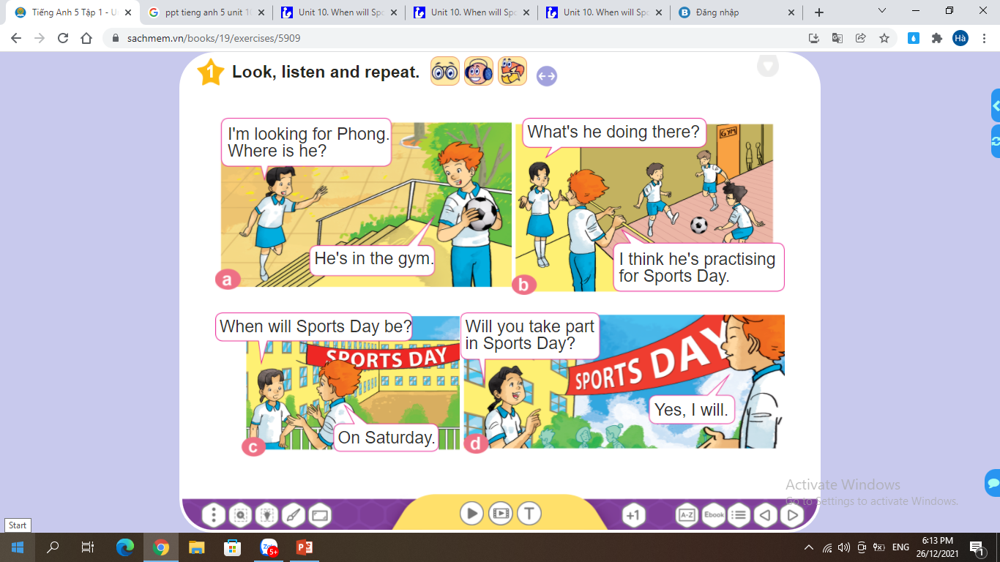 Tiếng Anh 5 Tập 1 - U
ppt tieng anh 5 unit 10
Unit 10. When will Spo
Unit 10. When will Spo
Unit 10. When will Spo
Đăng nhập
sachmem.vn/books/19/exercises/5909
Hà
1 Look, listen and repeat.
I'm looking for Phong.
Where is he?
He's in the gym.
a
What's he doing there?
GYM
I think he's practising
for Sports Day.
b
When will Sports Day be?
SPORTS DAY
On Saturday.
c
Will you take part
in Sports Day?
SPORTS DAY
Yes, I will.
d
Activate Windows
Go to Settings to activate Windows.
T
+1
A-Z
Ebook
Start
Zalo
5+
ENG
6:13 PM
26/12/2021
1